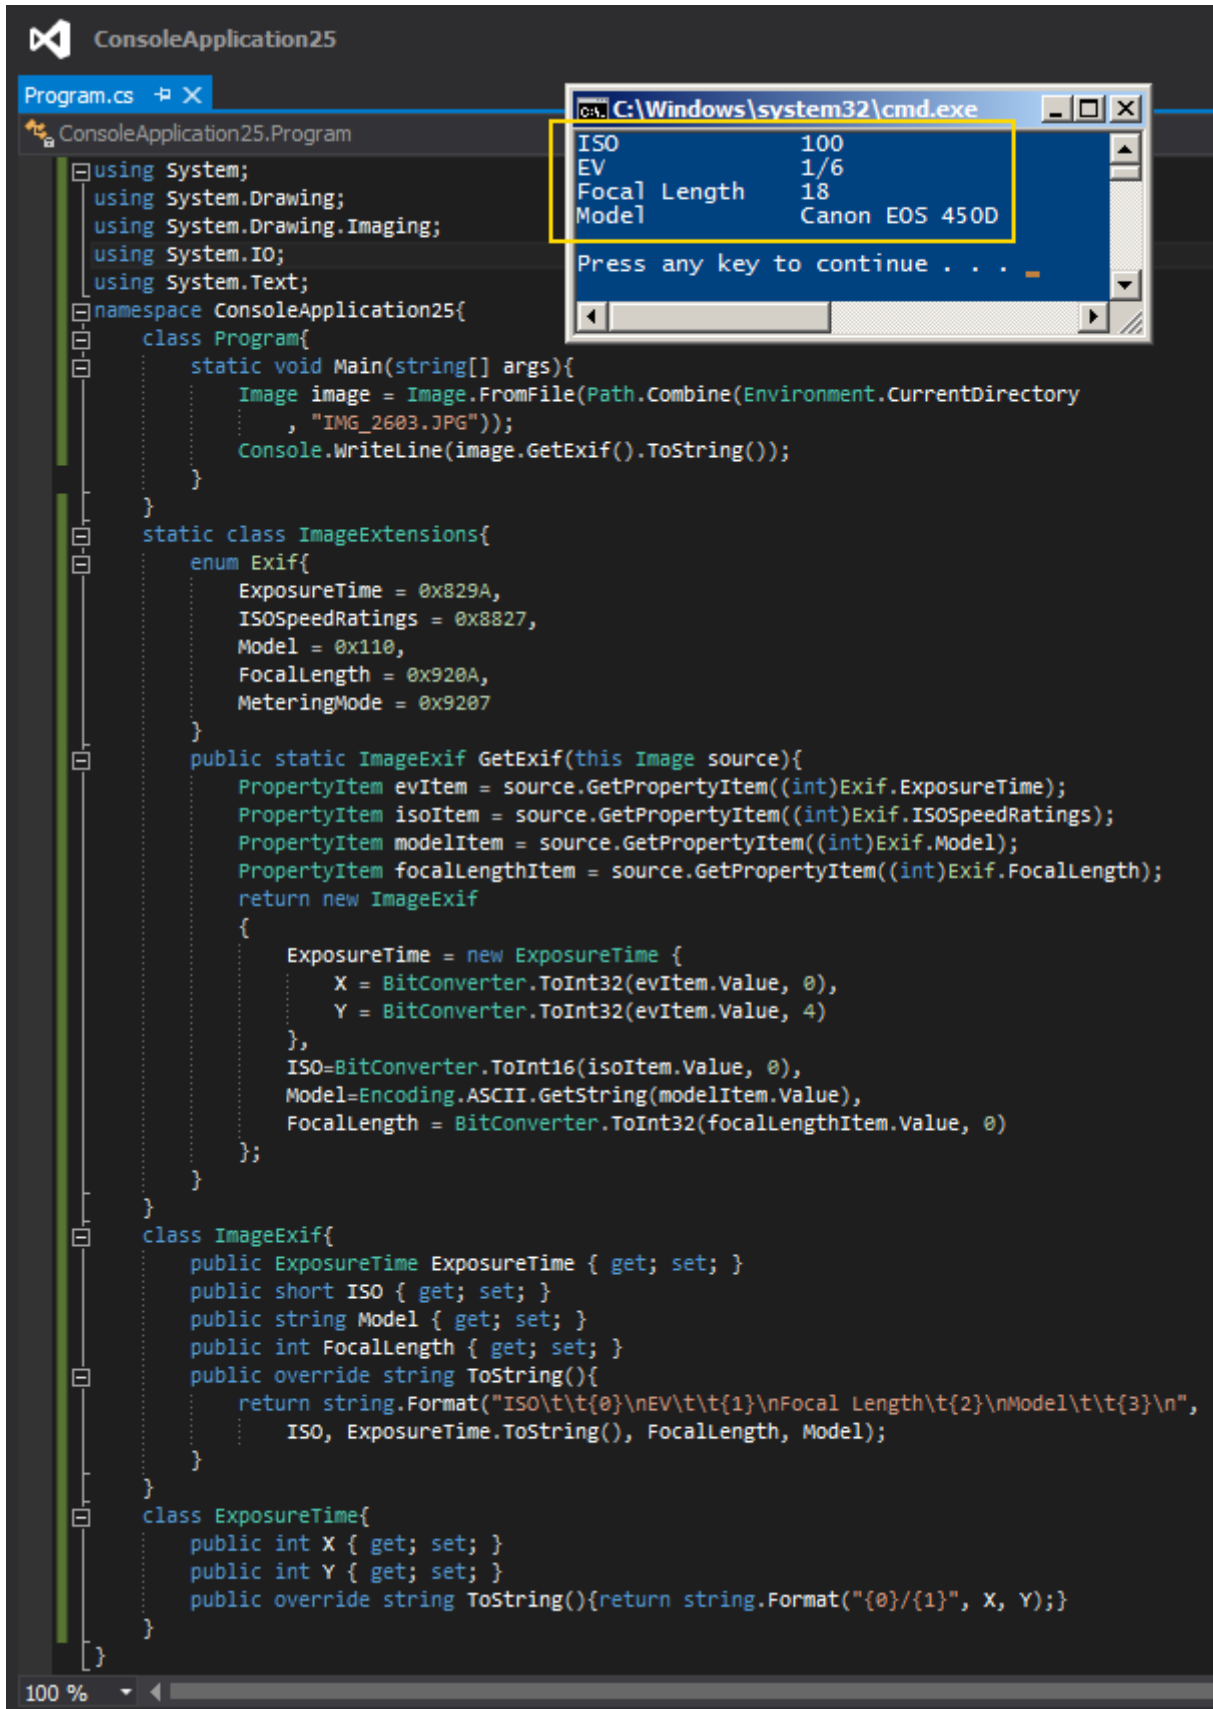 ConsoleApplication25
Program.cs
ConsoleApplication25.Program
C:\Windows\system32\cmd.exe
ISO 100
EV 1/6
Focal Length 18
Model Canon EOS 450D
Press any key to continue . . .
using System;
using System.Drawing;
using System.Drawing.Imaging;
using System.IO;
using System.Text;
namespace ConsoleApplication25{
class Program{
static void Main(string[] args){
Image image = Image.FromFile(Path.Combine(Environment.CurrentDirectory
, "IMG_2603.JPG"));
Console.WriteLine(image.GetExif().ToString());
}
}
static class ImageExtensions{
enum Exif{
ExposureTime = 0x829A,
ISOSpeedRatings = 0x8827,
Model = 0x110,
FocalLength = 0x920A,
MeteringMode = 0x9207
}
public static ImageExif GetExif(this Image source){
PropertyItem evItem = source.GetPropertyItem((int)Exif.ExposureTime);
PropertyItem isoItem = source.GetPropertyItem((int)Exif.ISOSpeedRatings);
PropertyItem modelItem = source.GetPropertyItem((int)Exif.Model);
PropertyItem focalLengthItem = source.GetPropertyItem((int)Exif.FocalLength);
return new ImageExif
{
ExposureTime = new ExposureTime {
X = BitConverter.ToInt32(evItem.Value, 0),
Y = BitConverter.ToInt32(evItem.Value, 4)
},
ISO=BitConverter.ToInt16(isoItem.Value, 0),
Model=Encoding.ASCII.GetString(modelItem.Value),
FocalLength = BitConverter.ToInt32(focalLengthItem.Value, 0)
};
}
}
class ImageExif{
public ExposureTime ExposureTime { get; set; }
public short ISO { get; set; }
public string Model { get; set; }
public int FocalLength { get; set; }
public override string ToString(){
return string.Format("ISO\t\t{0}\nEV\t\t{1}\nFocal Length\t{2}\nModel\t\t{3}\n",
ISO, ExposureTime.ToString(), FocalLength, Model);
}
}
class ExposureTime{
public int X { get; set; }
public int Y { get; set; }
public override string ToString(){return string.Format("{0}/{1}", X, Y);}
}
}
100 %